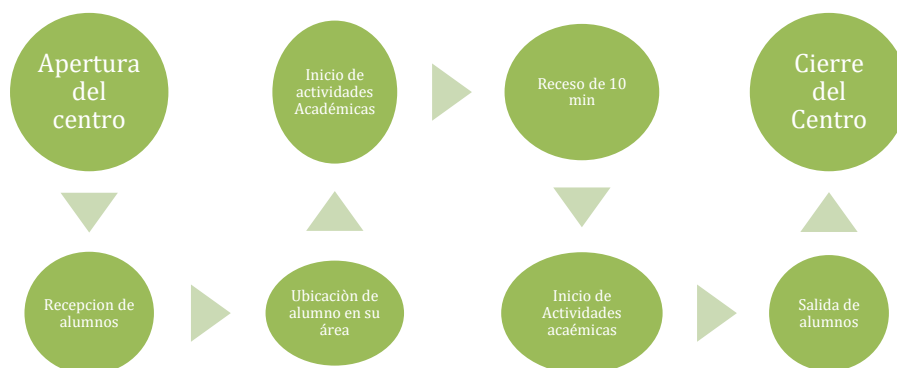 Apertura
del
centro
Recepcion de
alumnos
Ubicaciòn de
alumno en su
área
Inicio de
actividades
Académicas
Receso de 10
min
Inicio de
Actividades
acaémicas
Salida de
alumnos
Cierre
del
Centro